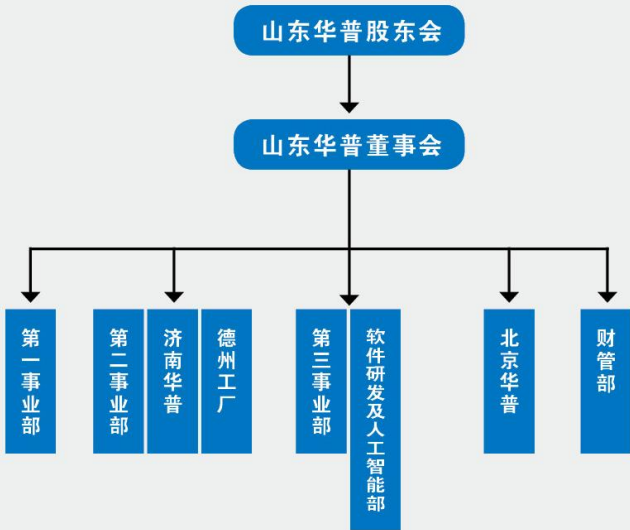 山东华普股东会
山东华普董事会
第一事业部
第二事业部
济南华普
德州工厂
第三事业部
软件研发及人工智能部
北京华普
财管部